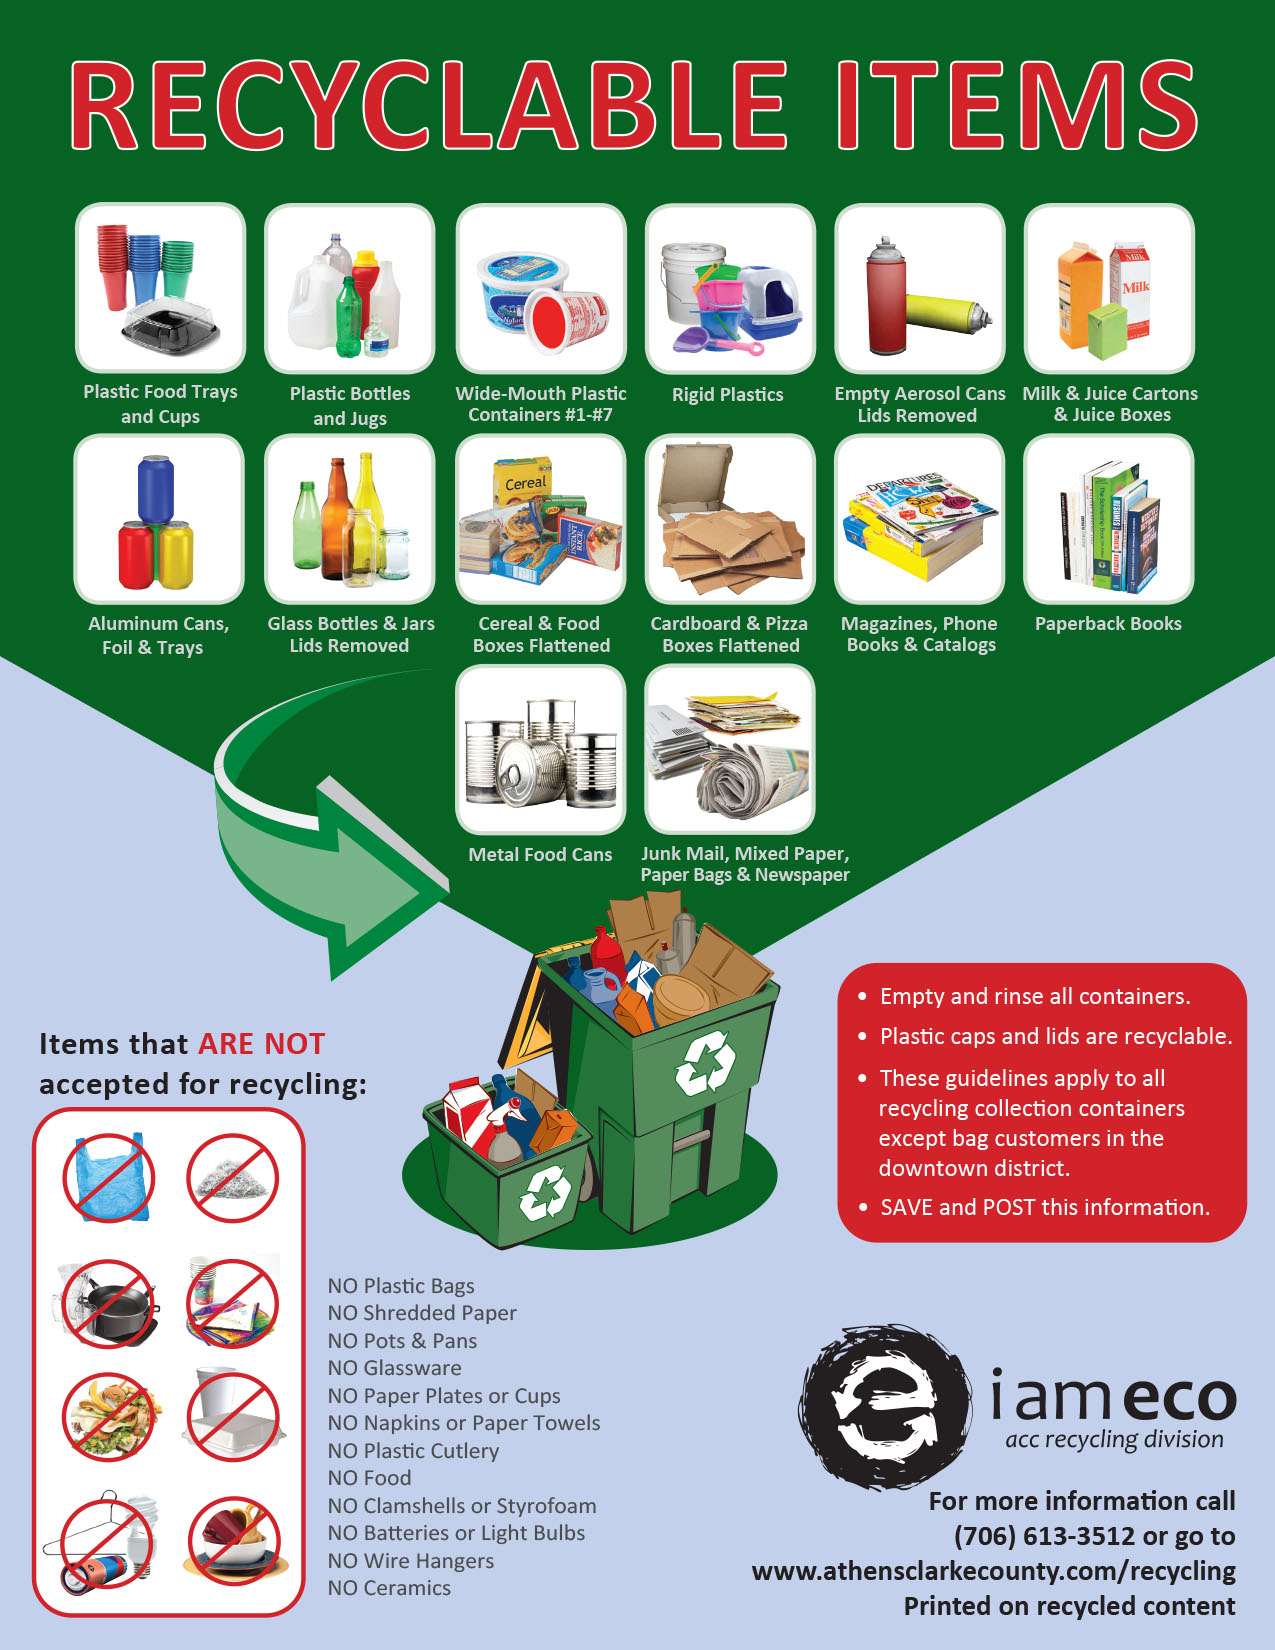 RECYCLABLE ITEMS
Plastic Food Trays
and Cups
Plastic Bottles
and Jugs
Wide-Mouth Plastic
Containers #1-#7
Rigid Plastics
Empty Aerosol Cans
Lids Removed
Milk
Milk
Milk & Juice Cartons
& Juice Boxes
Aluminum Cans,
Foil & Trays
Glass Bottles & Jars
Lids Removed
Cereal
INSTANT
RICE
Cereal & Food
Boxes Flattened
Cardboard & Pizza
Boxes Flattened
DEPARTURES
HOW
Magazines, Phone
Books & Catalogs
Paperback Books
Metal Food Cans
Junk Mail, Mixed Paper,
Paper Bags & Newspaper
• Empty and rinse all containers.
• Plastic caps and lids are recyclable.
• These guidelines apply to all
recycling collection containers
except bag customers in the
downtown district.
• SAVE and POST this information.
Items that ARE NOT
accepted for recycling:
NO Plastic Bags
NO Shredded Paper
NO Pots & Pans
NO Glassware
NO Paper Plates or Cups
NO Napkins or Paper Towels
NO Plastic Cutlery
NO Food
NO Clamshells or Styrofoam
NO Batteries or Light Bulbs
NO Wire Hangers
NO Ceramics
e
i am eco
acc recycling division
For more information call
(706) 613-3512 or go to
www.athensclarkecounty.com/recycling
Printed on recycled content